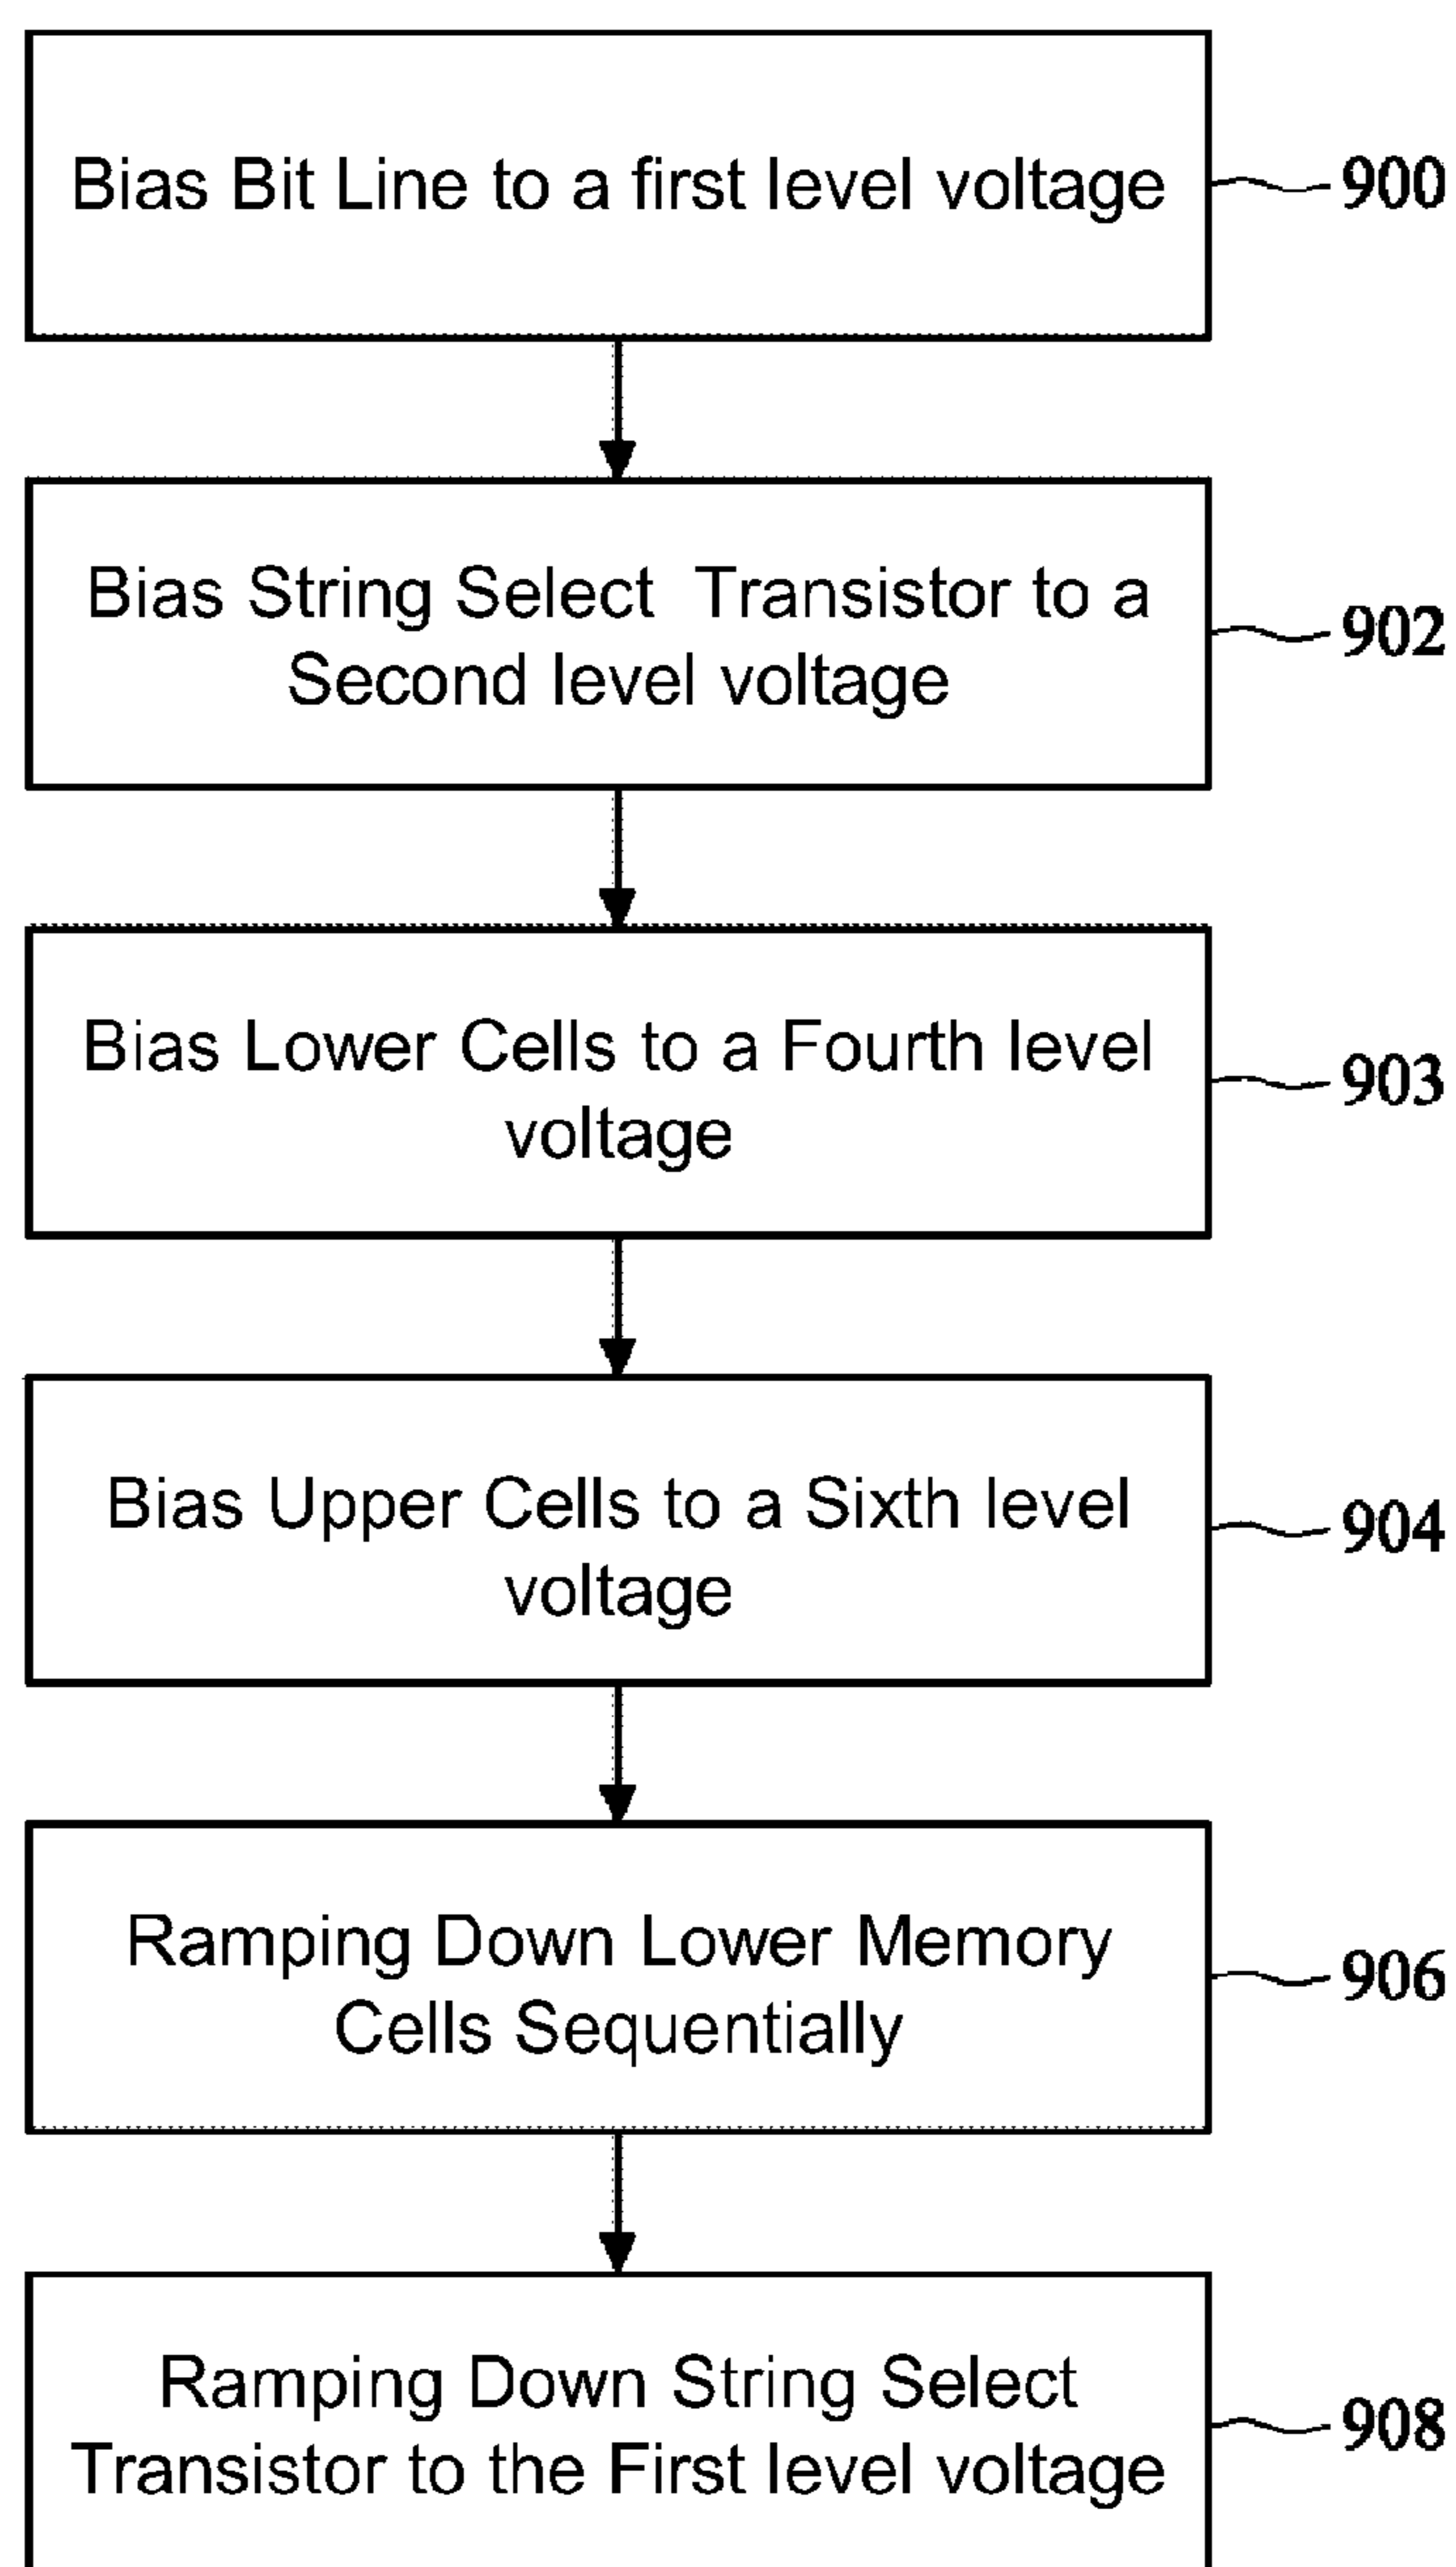 Bias Bit Line to a first level voltage
900
Bias String Select Transistor to a
Second level voltage
902
Bias Lower Cells to a Fourth level
voltage
903
Bias Upper Cells to a Sixth level
voltage
904
Ramping Down Lower Memory
Cells Sequentially
906
Ramping Down String Select
Transistor to the First level voltage
908